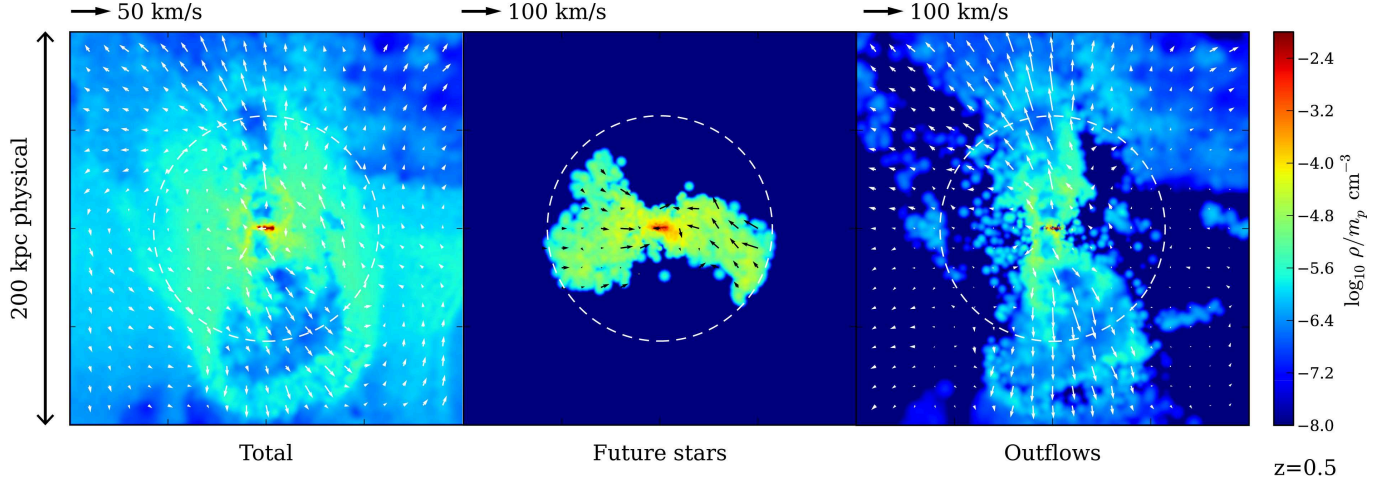 50 km/s
100 km/s
100 km/s
200 kpc physical
−2.4
−3.2
−4.0
−4.8
−5.6
−6.4
−7.2
−8.0
log₁₀ ρ/mₚ cm⁻³
Total
Future stars
Outflows
z=0.5